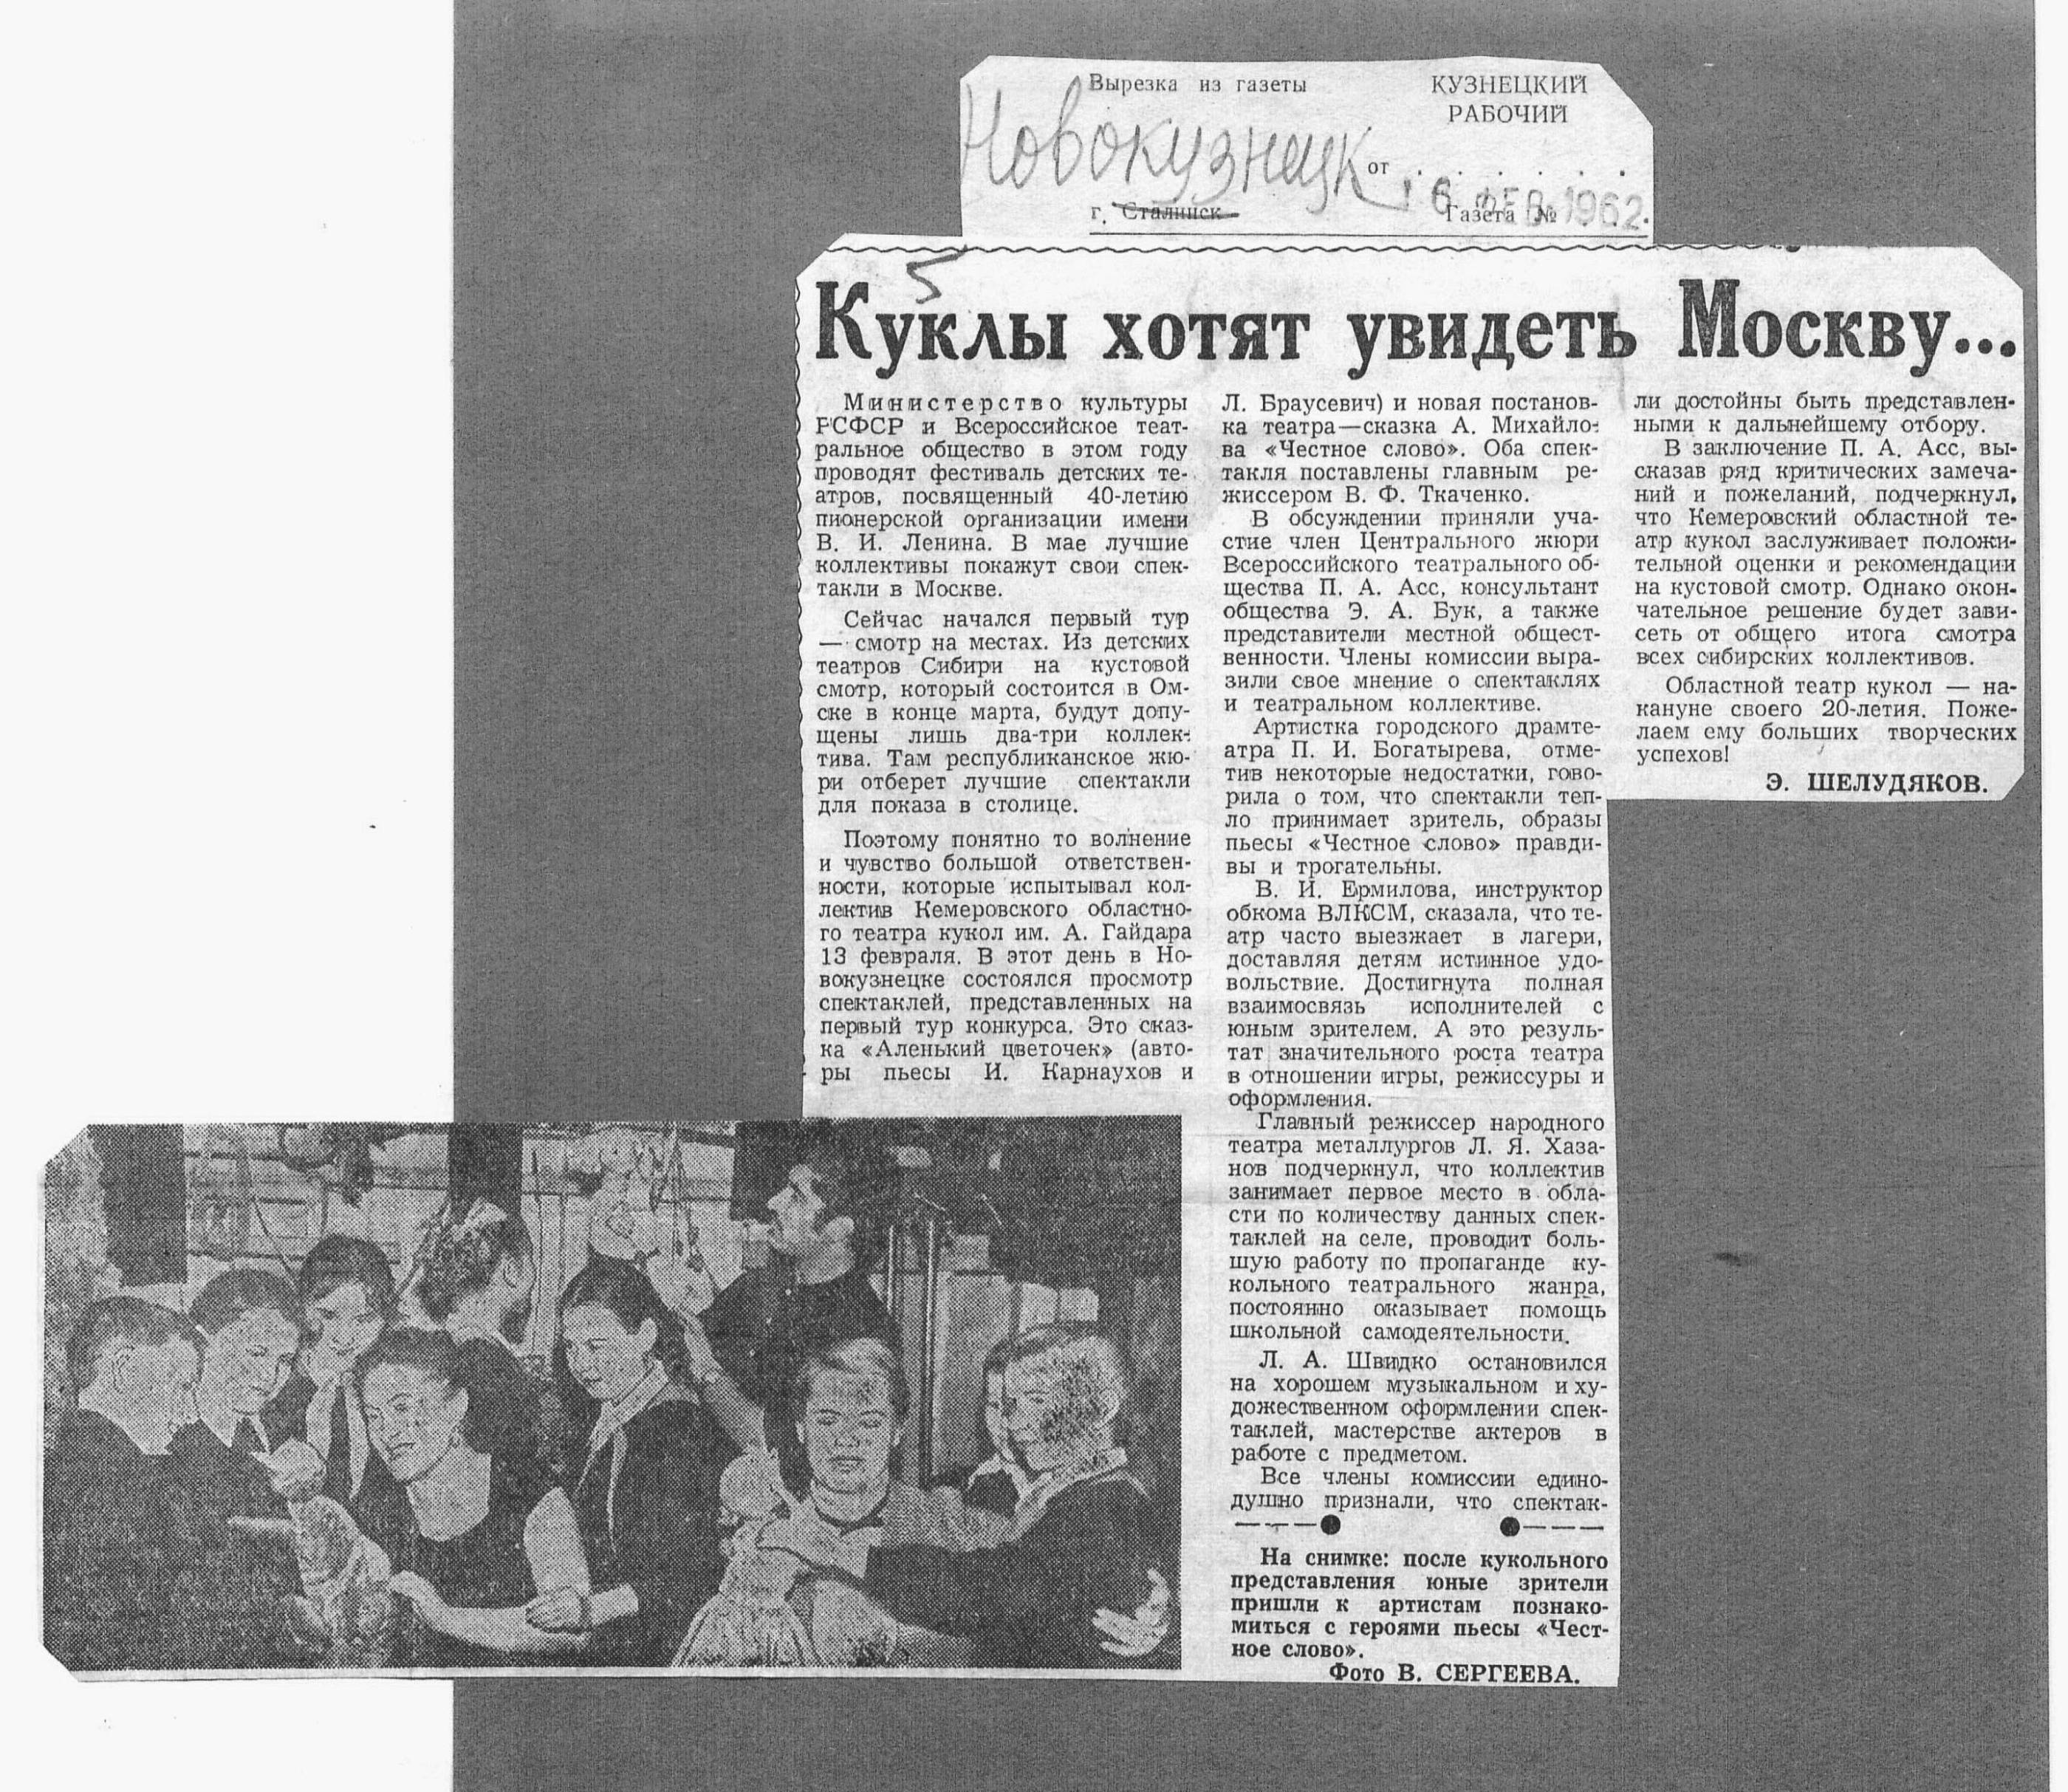 Вырезка из газеты
КУЗНЕЦКИЙ
РАБОЧИЙ
Новокузнецк
от . . . . . .
г. Сталинск
Газета №
16 ФЕВ 1962
5
Куклы хотят увидеть Москву...
Министерство культуры
РСФСР и Всероссийское теат-
ральное общество в этом году
проводят фестиваль детских те-
атров, посвященный 40-летию
пионерской организации имени
В. И. Ленина. В мае лучшие
коллективы покажут свои спек-
такли в Москве.
Сейчас начался первый тур
— смотр на местах. Из детских
театров Сибири на кустовой
смотр, который состоится в Ом-
ске в конце марта, будут допу-
щены лишь два-три коллек-
тива. Там республиканское жю-
ри отберет лучшие спектакли
для показа в столице.
Поэтому понятно то волнение
и чувство большой ответствен-
ности, которые испытывал кол-
лектив Кемеровского областно-
го театра кукол им. А. Гайдара
13 февраля. В этот день в Но-
вокузнецке состоялся просмотр
спектаклей, представленных на
первый тур конкурса. Это сказ-
ка «Аленький цветочек» (авто-
ры пьесы И. Карнаухов и
Л. Браусевич) и новая постанов-
ка театра—сказка А. Михайло-
ва «Честное слово». Оба спек-
такля поставлены главным ре-
жиссером В. Ф. Ткаченко.
В обсуждении приняли уча-
стие член Центрального жюри
Всероссийского театрального об-
щества П. А. Асс, консультант
общества Э. А. Бук, а также
представители местной общест-
венности. Члены комиссии выра-
зили свое мнение о спектаклях
и театральном коллективе.
Артистка городского драмте-
атра П. И. Богатырева, отме-
тив некоторые недостатки, гово-
рила о том, что спектакли теп-
ло принимает зритель, образы
пьесы «Честное слово» правди-
вы и трогательны.
В. И. Ермилова, инструктор
обкома ВЛКСМ, сказала, что те-
атр часто выезжает в лагери,
доставляя детям истинное удо-
вольствие. Достигнута полная
взаимосвязь исполнителей с
юным зрителем. А это резуль-
тат значительного роста театра
в отношении игры, режиссуры и
оформления.
Главный режиссер народного
театра металлургов Л. Я. Хаза-
нов подчеркнул, что коллектив
занимает первое место в обла-
сти по количеству данных спек-
таклей на селе, проводит боль-
шую работу по пропаганде ку-
кольного театрального жанра,
постоянно оказывает помощь
школьной самодеятельности.
Л. А. Швидко остановился
на хорошем музыкальном и ху-
дожественном оформлении спек-
таклей, мастерстве актеров в
работе с предметом.
Все члены комиссии едино-
душно признали, что спектак-
ли достойны быть представлен-
ными к дальнейшему отбору.
В заключение П. А. Асс, вы-
сказав ряд критических замеча-
ний и пожеланий, подчеркнул,
что Кемеровский областной те-
атр кукол заслуживает положи-
тельной оценки и рекомендации
на кустовой смотр. Однако окон-
чательное решение будет зави-
сеть от общего итога смотра
всех сибирских коллективов.
Областной театр кукол — на-
кануне своего 20-летия. Поже-
лаем ему больших творческих
успехов!
Э. ШЕЛУДЯКОВ.
На снимке: после кукольного
представления юные зрители
пришли к артистам познако-
миться с героями пьесы «Чест-
ное слово».
Фото В. СЕРГЕЕВА.